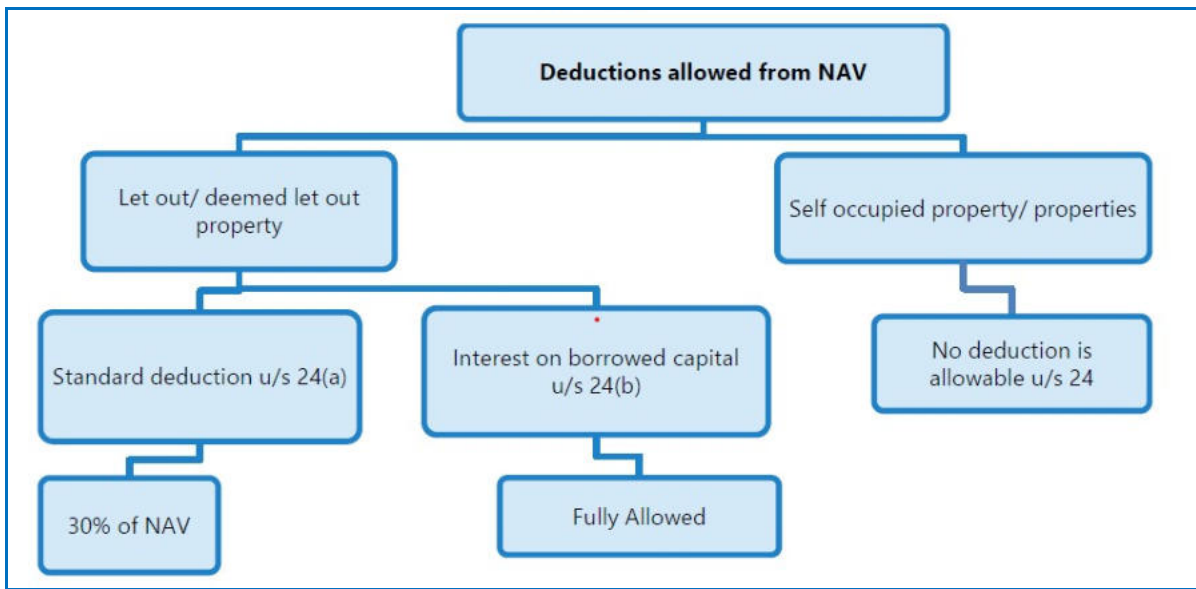 Deductions allowed from NAV
Let out/ deemed let out
property
Self occupied property/ properties
Standard deduction u/s 24(a)
Interest on borrowed capital
u/s 24(b)
No deduction is
allowable u/s 24
30% of NAV
Fully Allowed